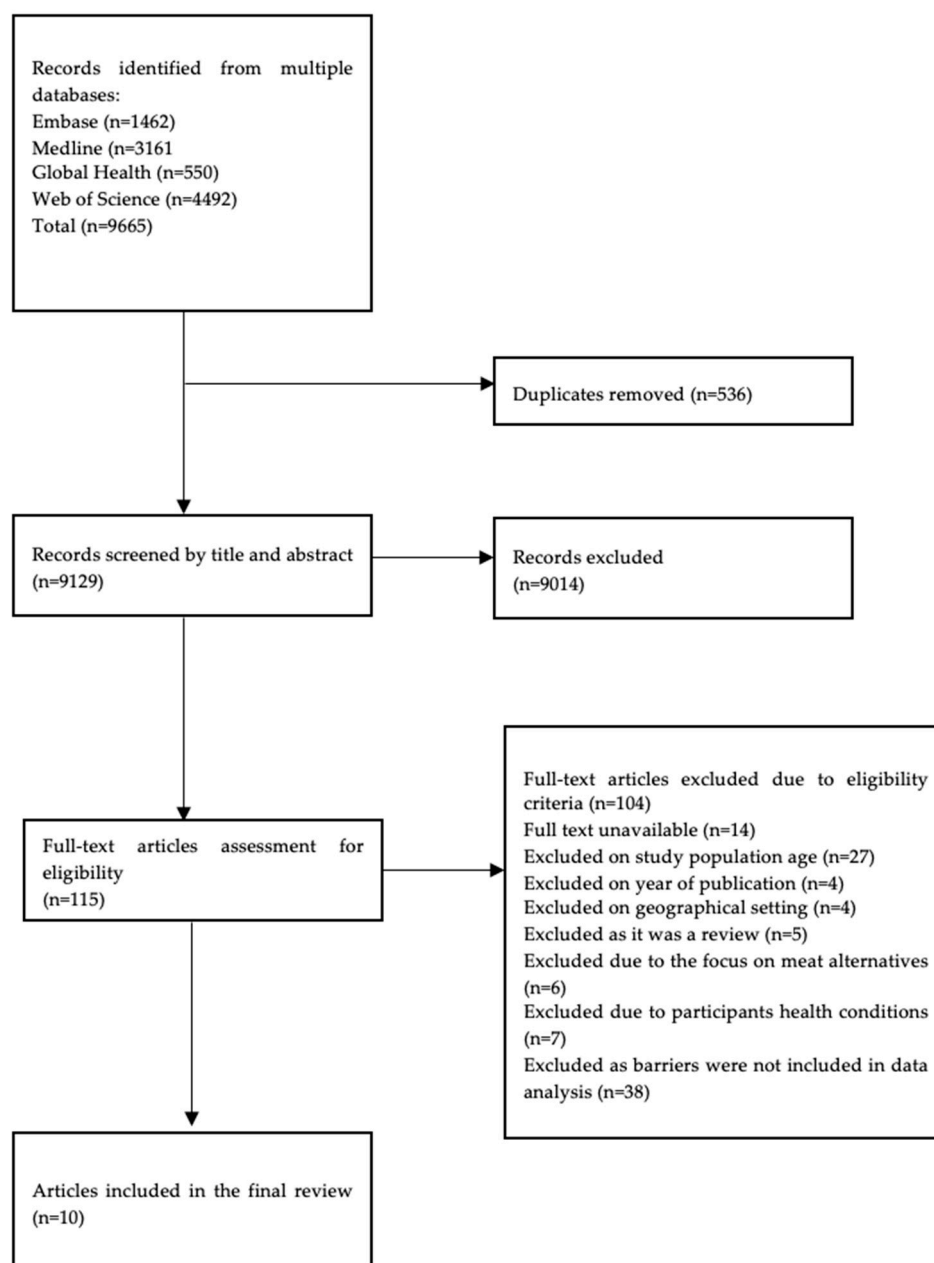 Records identified from multiple
databases:
Embase (n=1462)
Medline (n=3161
Global Health (n=550)
Web of Science (n=4492)
Total (n=9665)
Duplicates removed (n=536)
Records screened by title and abstract
(n=9129)
Records excluded
(n=9014)
Full-text articles assessment for
eligibility
(n=115)
Full-text articles excluded due to eligibility
criteria (n=104)
Full text unavailable (n=14)
Excluded on study population age (n=27)
Excluded on year of publication (n=4)
Excluded on geographical setting (n=4)
Excluded as it was a review (n=5)
Excluded due to the focus on meat alternatives
(n=6)
Excluded due to participants health conditions
(n=7)
Excluded as barriers were not included in data
analysis (n=38)
Articles included in the final review
(n=10)